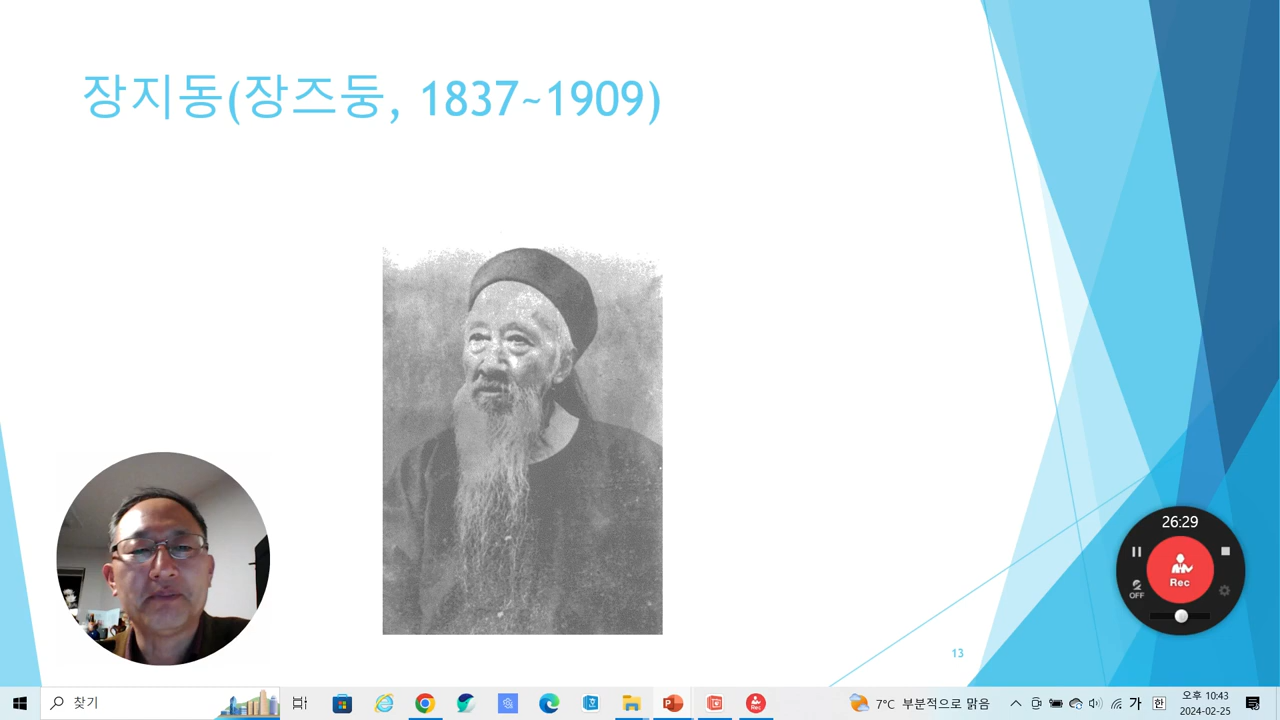 장지동(장즈둥, 1837~1909)
26:29
OFF
Rec
13
찾기
Rec
7°C 부분적으로 맑음
가
한
오후 10:43
2024-02-25